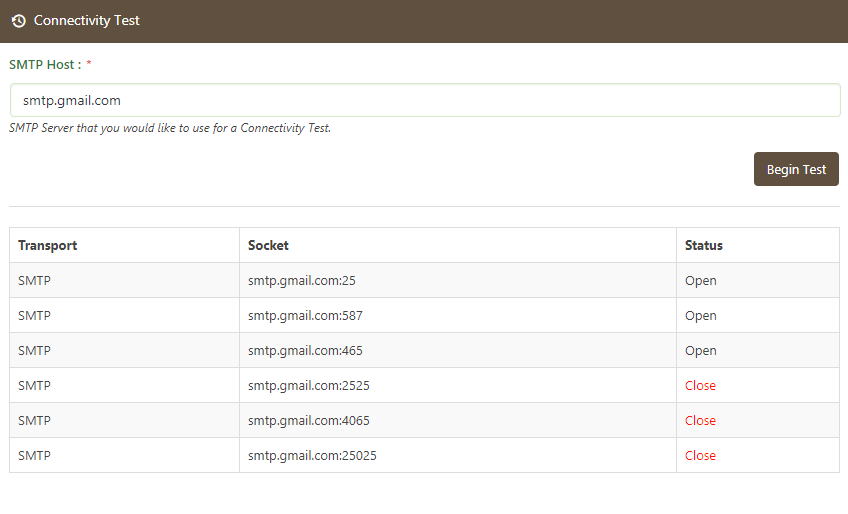 Connectivity Test
SMTP Host : *
smtp.gmail.com
SMTP Server that you would like to use for a Connectivity Test.
Begin Test
Transport Socket Status
SMTP smtp.gmail.com:25 Open
SMTP smtp.gmail.com:587 Open
SMTP smtp.gmail.com:465 Open
SMTP smtp.gmail.com:2525 Close
SMTP smtp.gmail.com:4065 Close
SMTP smtp.gmail.com:25025 Close